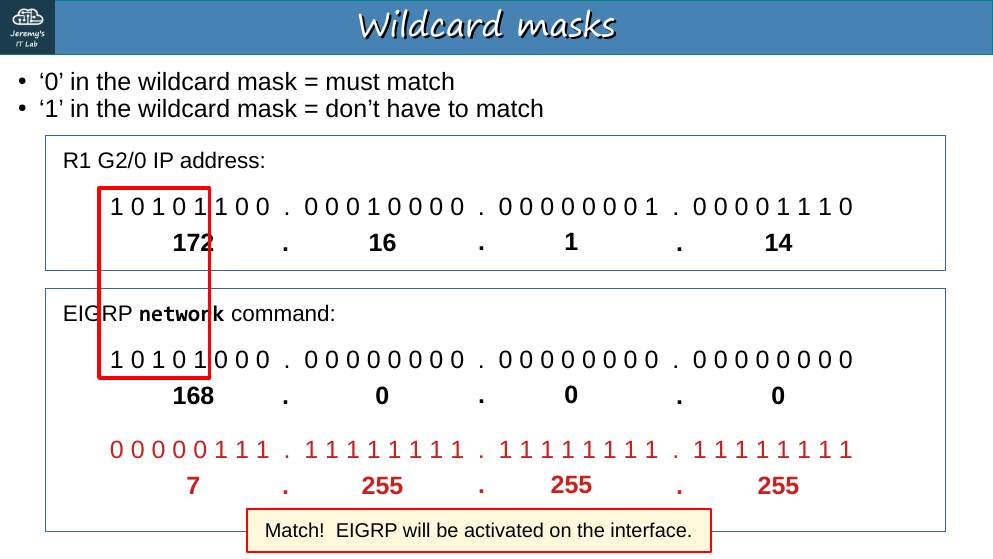 Jeremy's
IT Lab
Wildcard masks
• ‘0’ in the wildcard mask = must match
• ‘1’ in the wildcard mask = don’t have to match
R1 G2/0 IP address:
1 0 1 0 1 1 0 0 . 0 0 0 1 0 0 0 0 . 0 0 0 0 0 0 0 1 . 0 0 0 0 1 1 1 0
172 . 16 . 1 . 14
EIGRP network command:
1 0 1 0 1 0 0 0 . 0 0 0 0 0 0 0 0 . 0 0 0 0 0 0 0 0 . 0 0 0 0 0 0 0 0
168 . 0 . 0 . 0
0 0 0 0 0 1 1 1 . 1 1 1 1 1 1 1 1 . 1 1 1 1 1 1 1 1 . 1 1 1 1 1 1 1 1
7 . 255 . 255 . 255
Match! EIGRP will be activated on the interface.